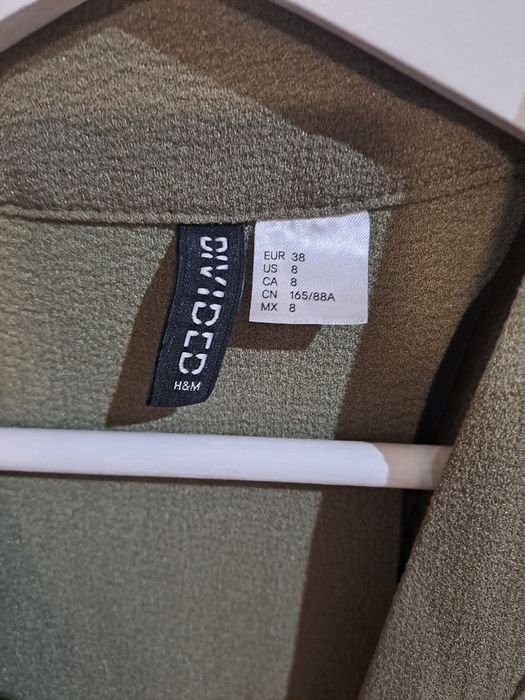 DIVIDED
H&M
EUR 38
US 8
CA 8
CN 165/88A
MX 8